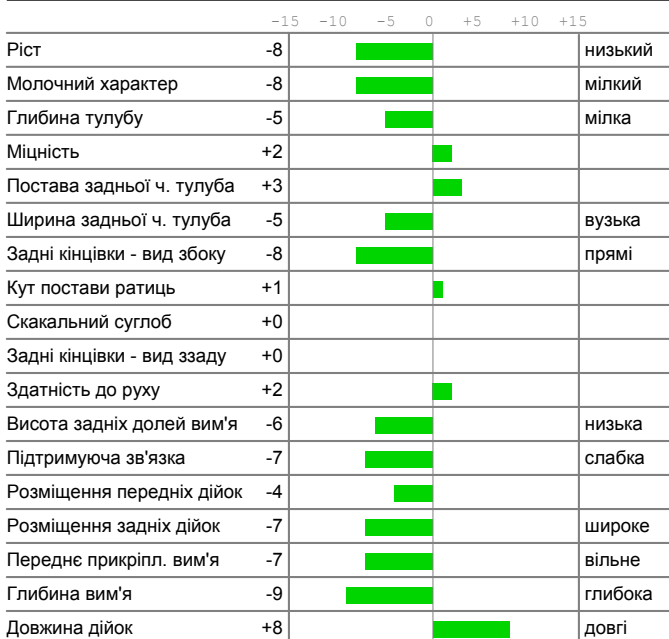 -15 -10 -5 0 +5 +10 +15
Ріст -8 низький
Молочний характер -8 мілкий
Глибина тулубу -5 мілка
Міцність +2
Постава задньої ч. тулуба +3
Ширина задньої ч. тулуба -5 вузька
Задні кінцівки - вид збоку -8 прямі
Кут постави ратиць +1
Скакальний суглоб +0
Задні кінцівки - вид ззаду +0
Здатність до руху +2
Висота задніх долей вим'я -6 низька
Підтримуюча зв'язка -7 слабка
Розміщення передніх дійок -4
Розміщення задніх дійок -7 широке
Переднє прикріпл. вим'я -7 вільне
Глибина вим'я -9 глибока
Довжина дійок +8 довгі